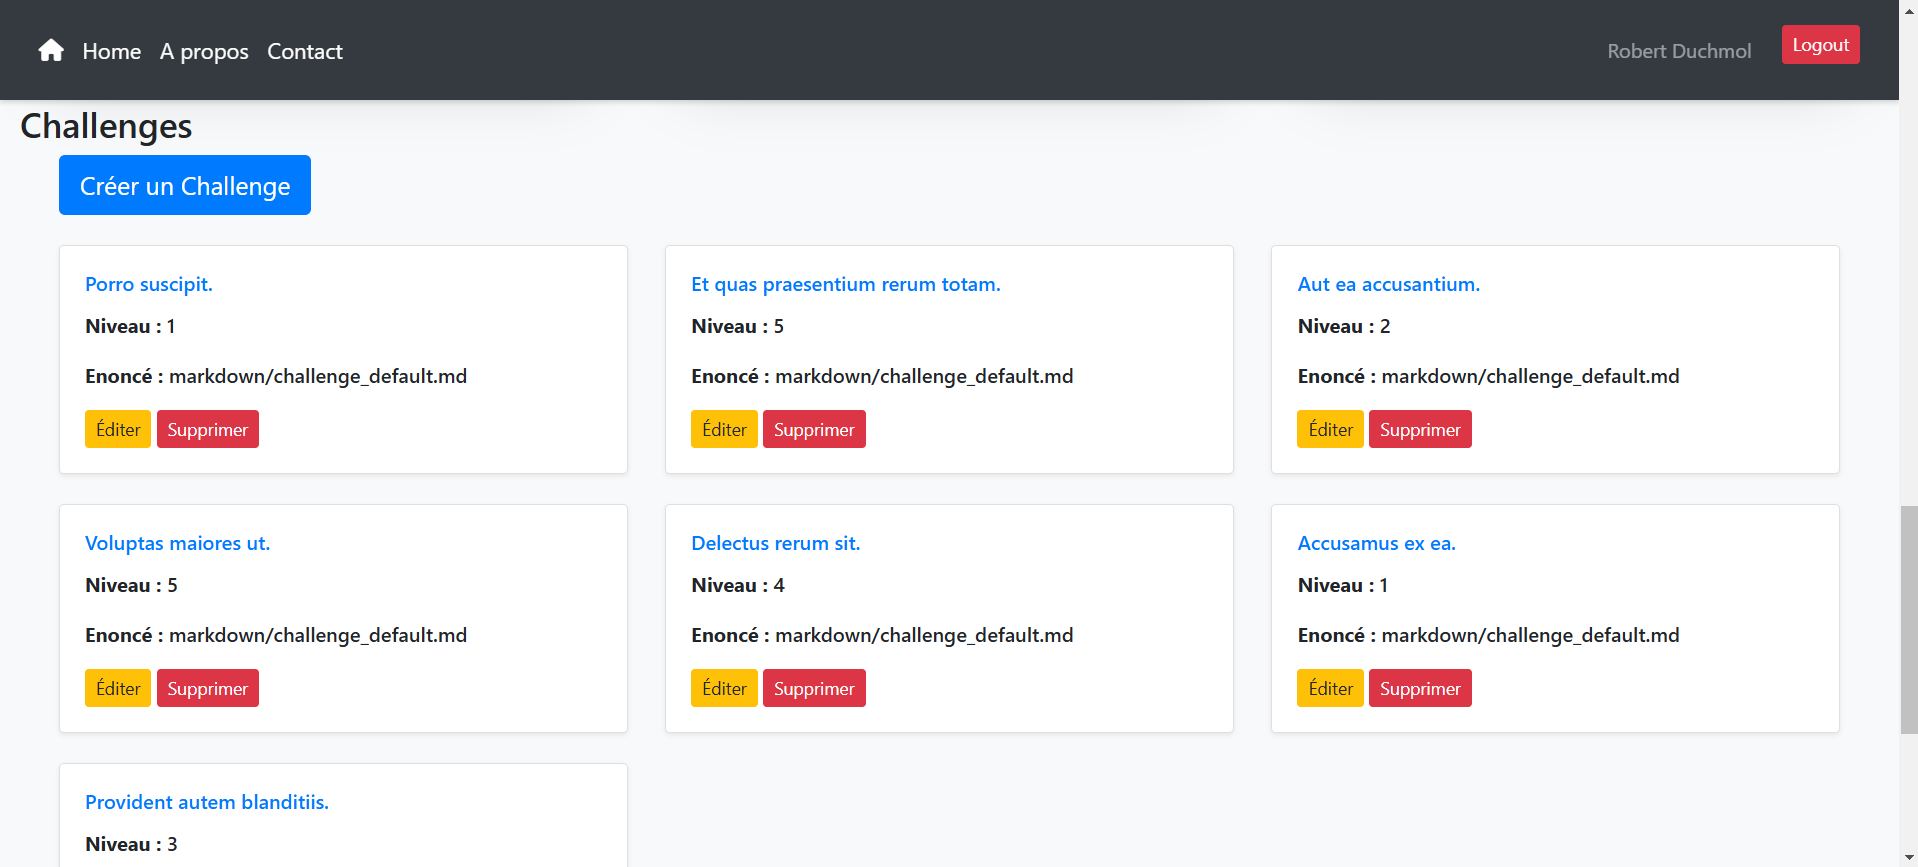 Home A propos Contact Robert Duchmol Logout
Challenges
Créer un Challenge
Porro suscipit.
Niveau : 1
Enoncé : markdown/challenge_default.md
Éditer Supprimer
Et quas praesentium rerum totam.
Niveau : 5
Enoncé : markdown/challenge_default.md
Éditer Supprimer
Aut ea accusantium.
Niveau : 2
Enoncé : markdown/challenge_default.md
Éditer Supprimer
Voluptas maiores ut.
Niveau : 5
Enoncé : markdown/challenge_default.md
Éditer Supprimer
Delectus rerum sit.
Niveau : 4
Enoncé : markdown/challenge_default.md
Éditer Supprimer
Accusamus ex ea.
Niveau : 1
Enoncé : markdown/challenge_default.md
Éditer Supprimer
Provident autem blanditiis.
Niveau : 3